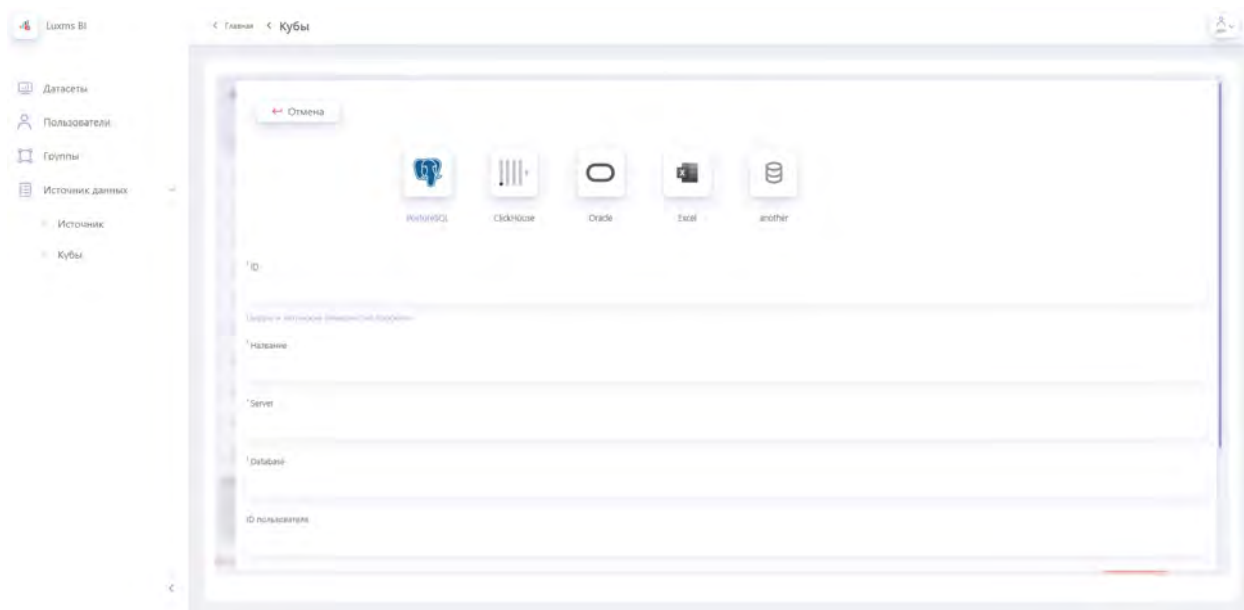 Luxms BI
Главная
Кубы
Датасеты
Пользователи
Группы
Источник данных
Источник
Кубы
Отмена
PostgreSQL
ClickHouse
Oracle
Excel
another
* ID
* Название
* Server
* Database
ID пользователя